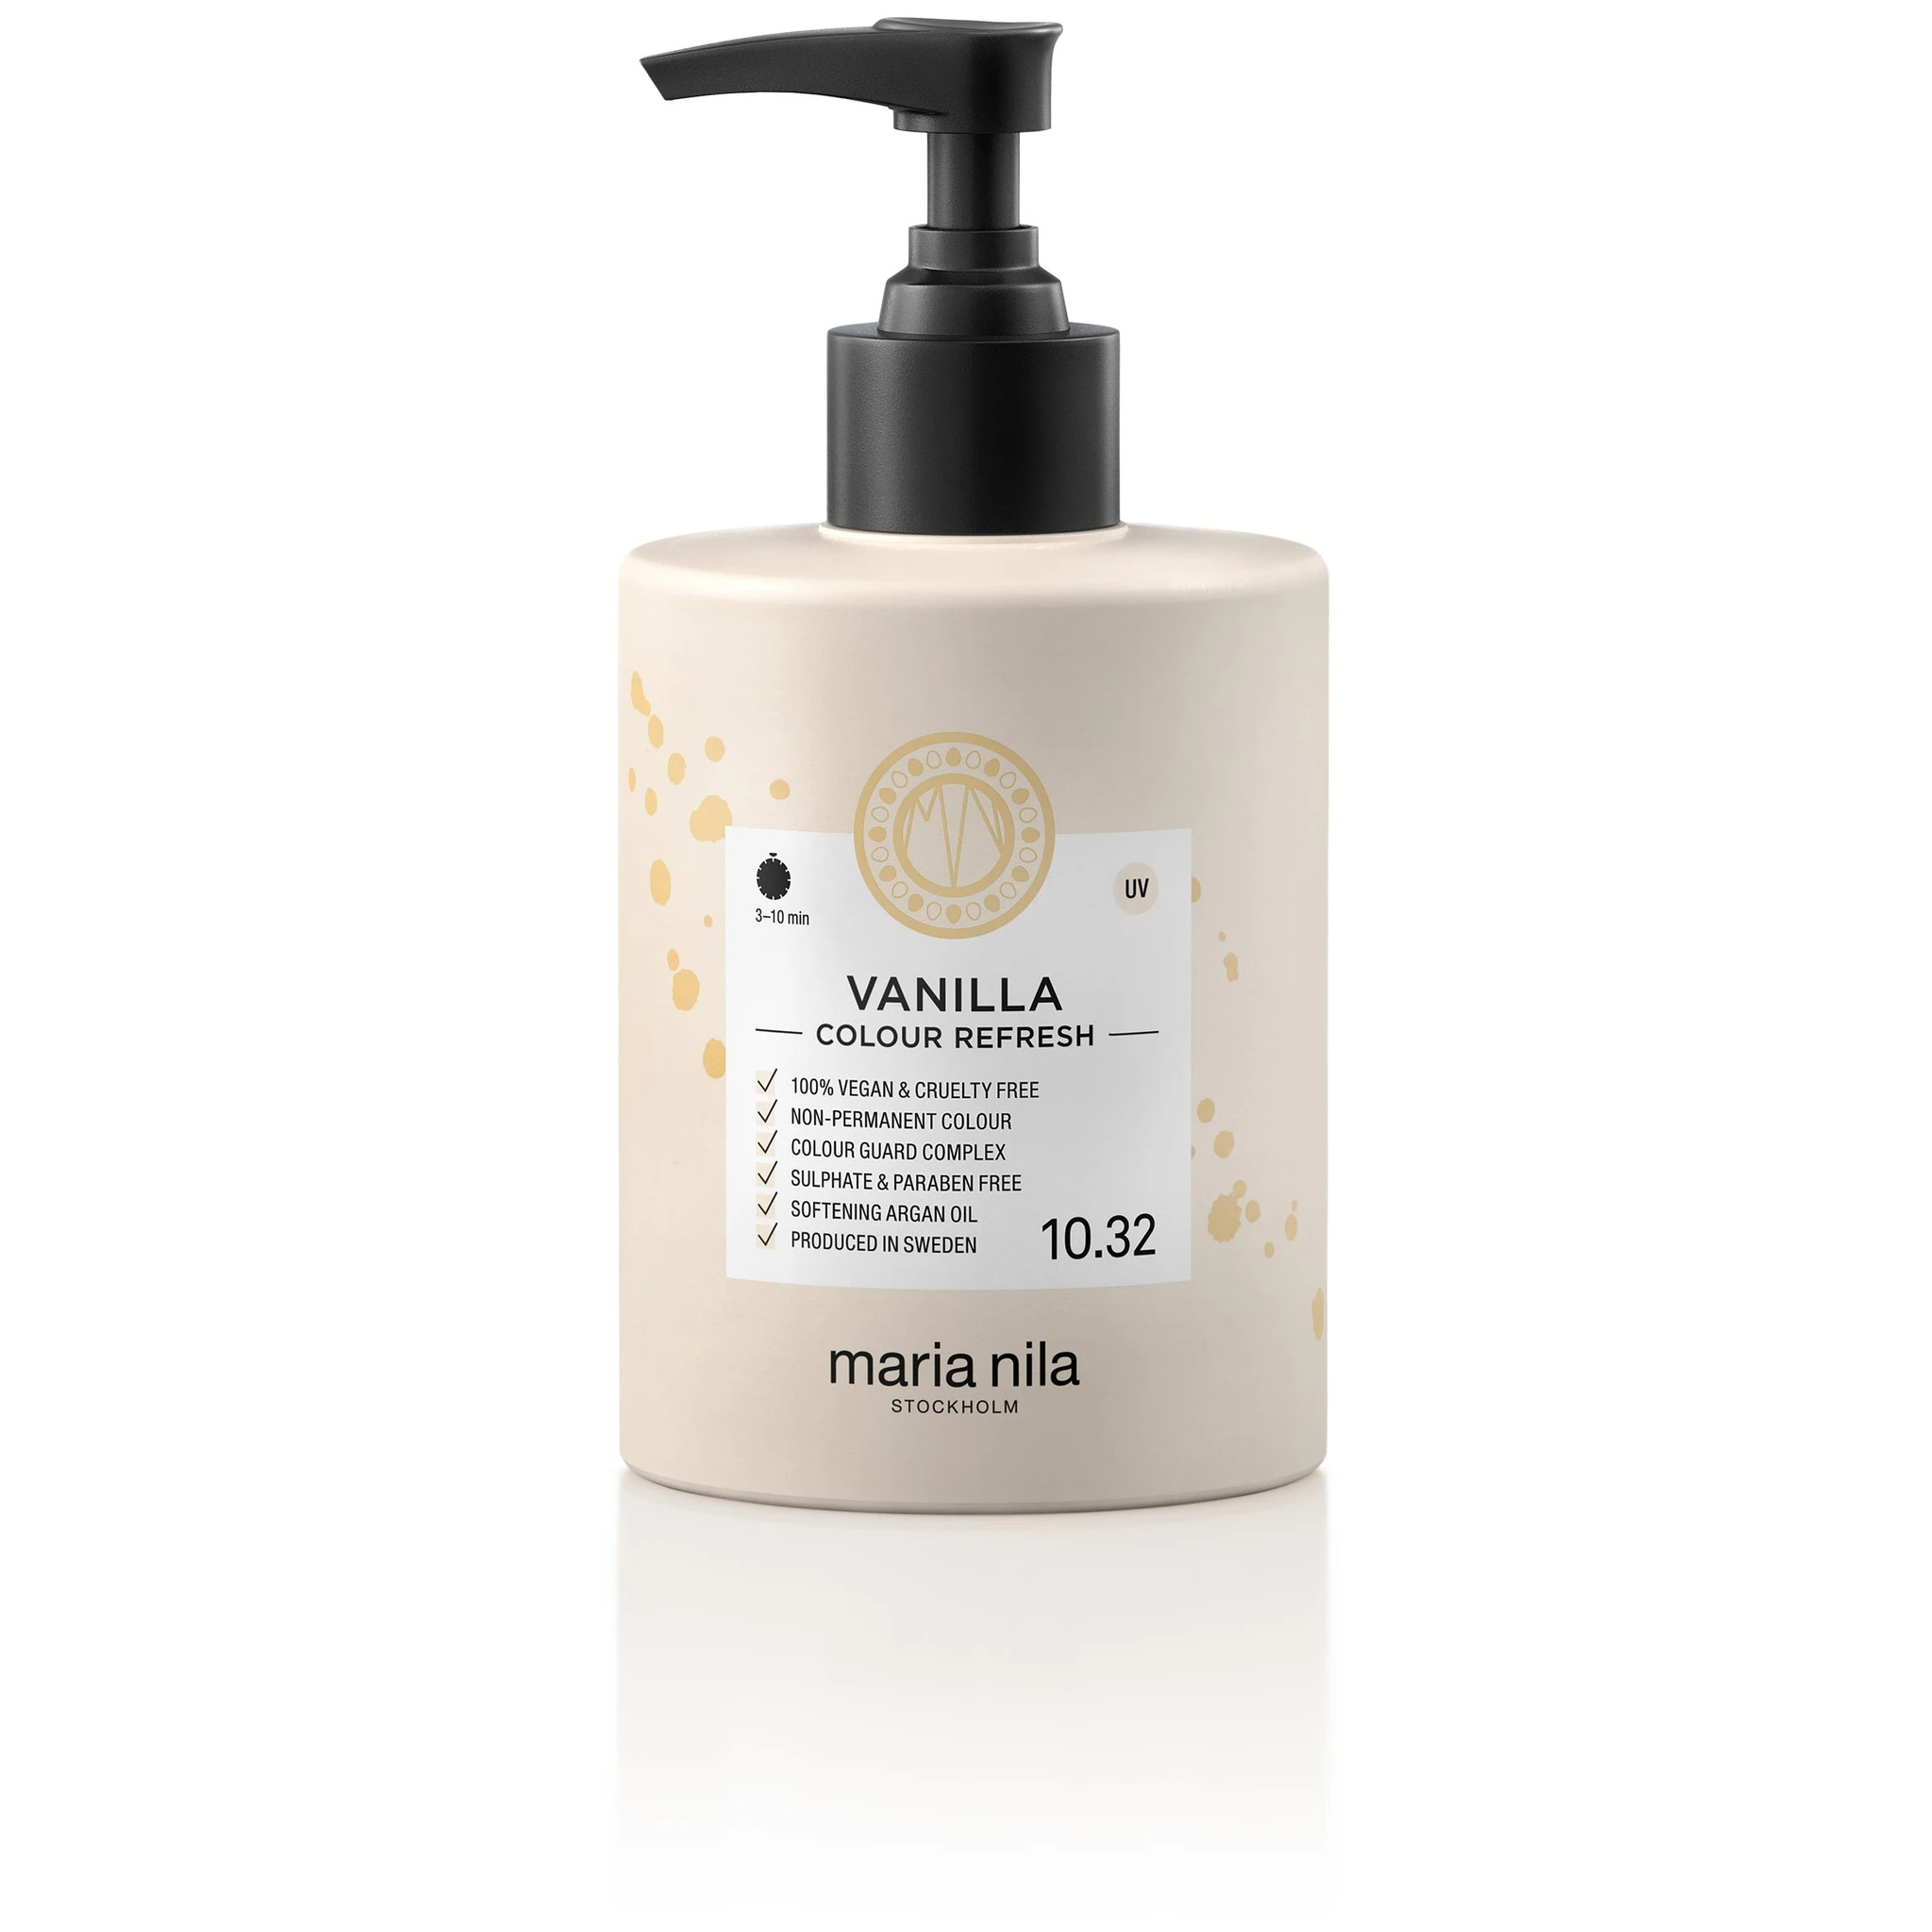 3–10 min
UV
VANILLA
COLOUR REFRESH
100% VEGAN & CRUELTY FREE
NON-PERMANENT COLOUR
COLOUR GUARD COMPLEX
SULPHATE & PARABEN FREE
SOFTENING ARGAN OIL
PRODUCED IN SWEDEN
10.32
maria nila
STOCKHOLM